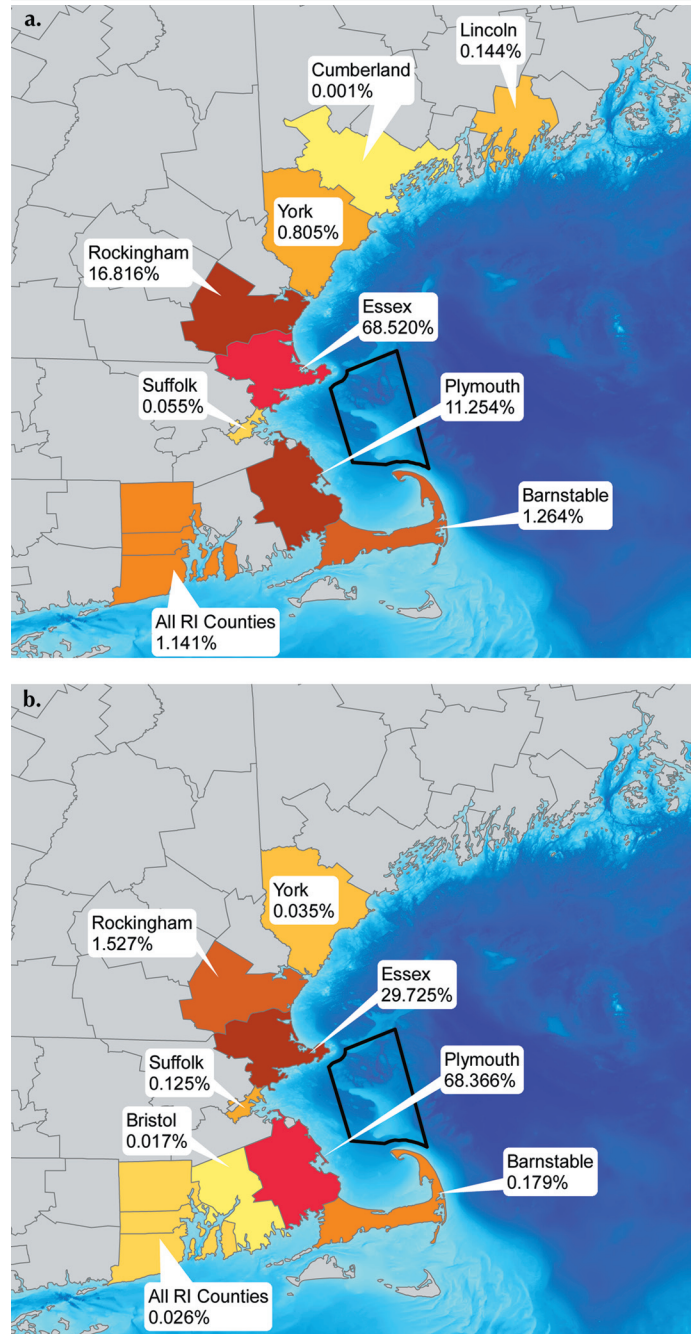 a.
Lincoln
0.144%
Cumberland
0.001%
York
0.805%
Rockingham
16.816%
Essex
68.520%
Suffolk
0.055%
Plymouth
11.254%
Barnstable
1.264%
All RI Counties
1.141%
b.
York
0.035%
Rockingham
1.527%
Essex
29.725%
Suffolk
0.125%
Plymouth
68.366%
Bristol
0.017%
Barnstable
0.179%
All RI Counties
0.026%